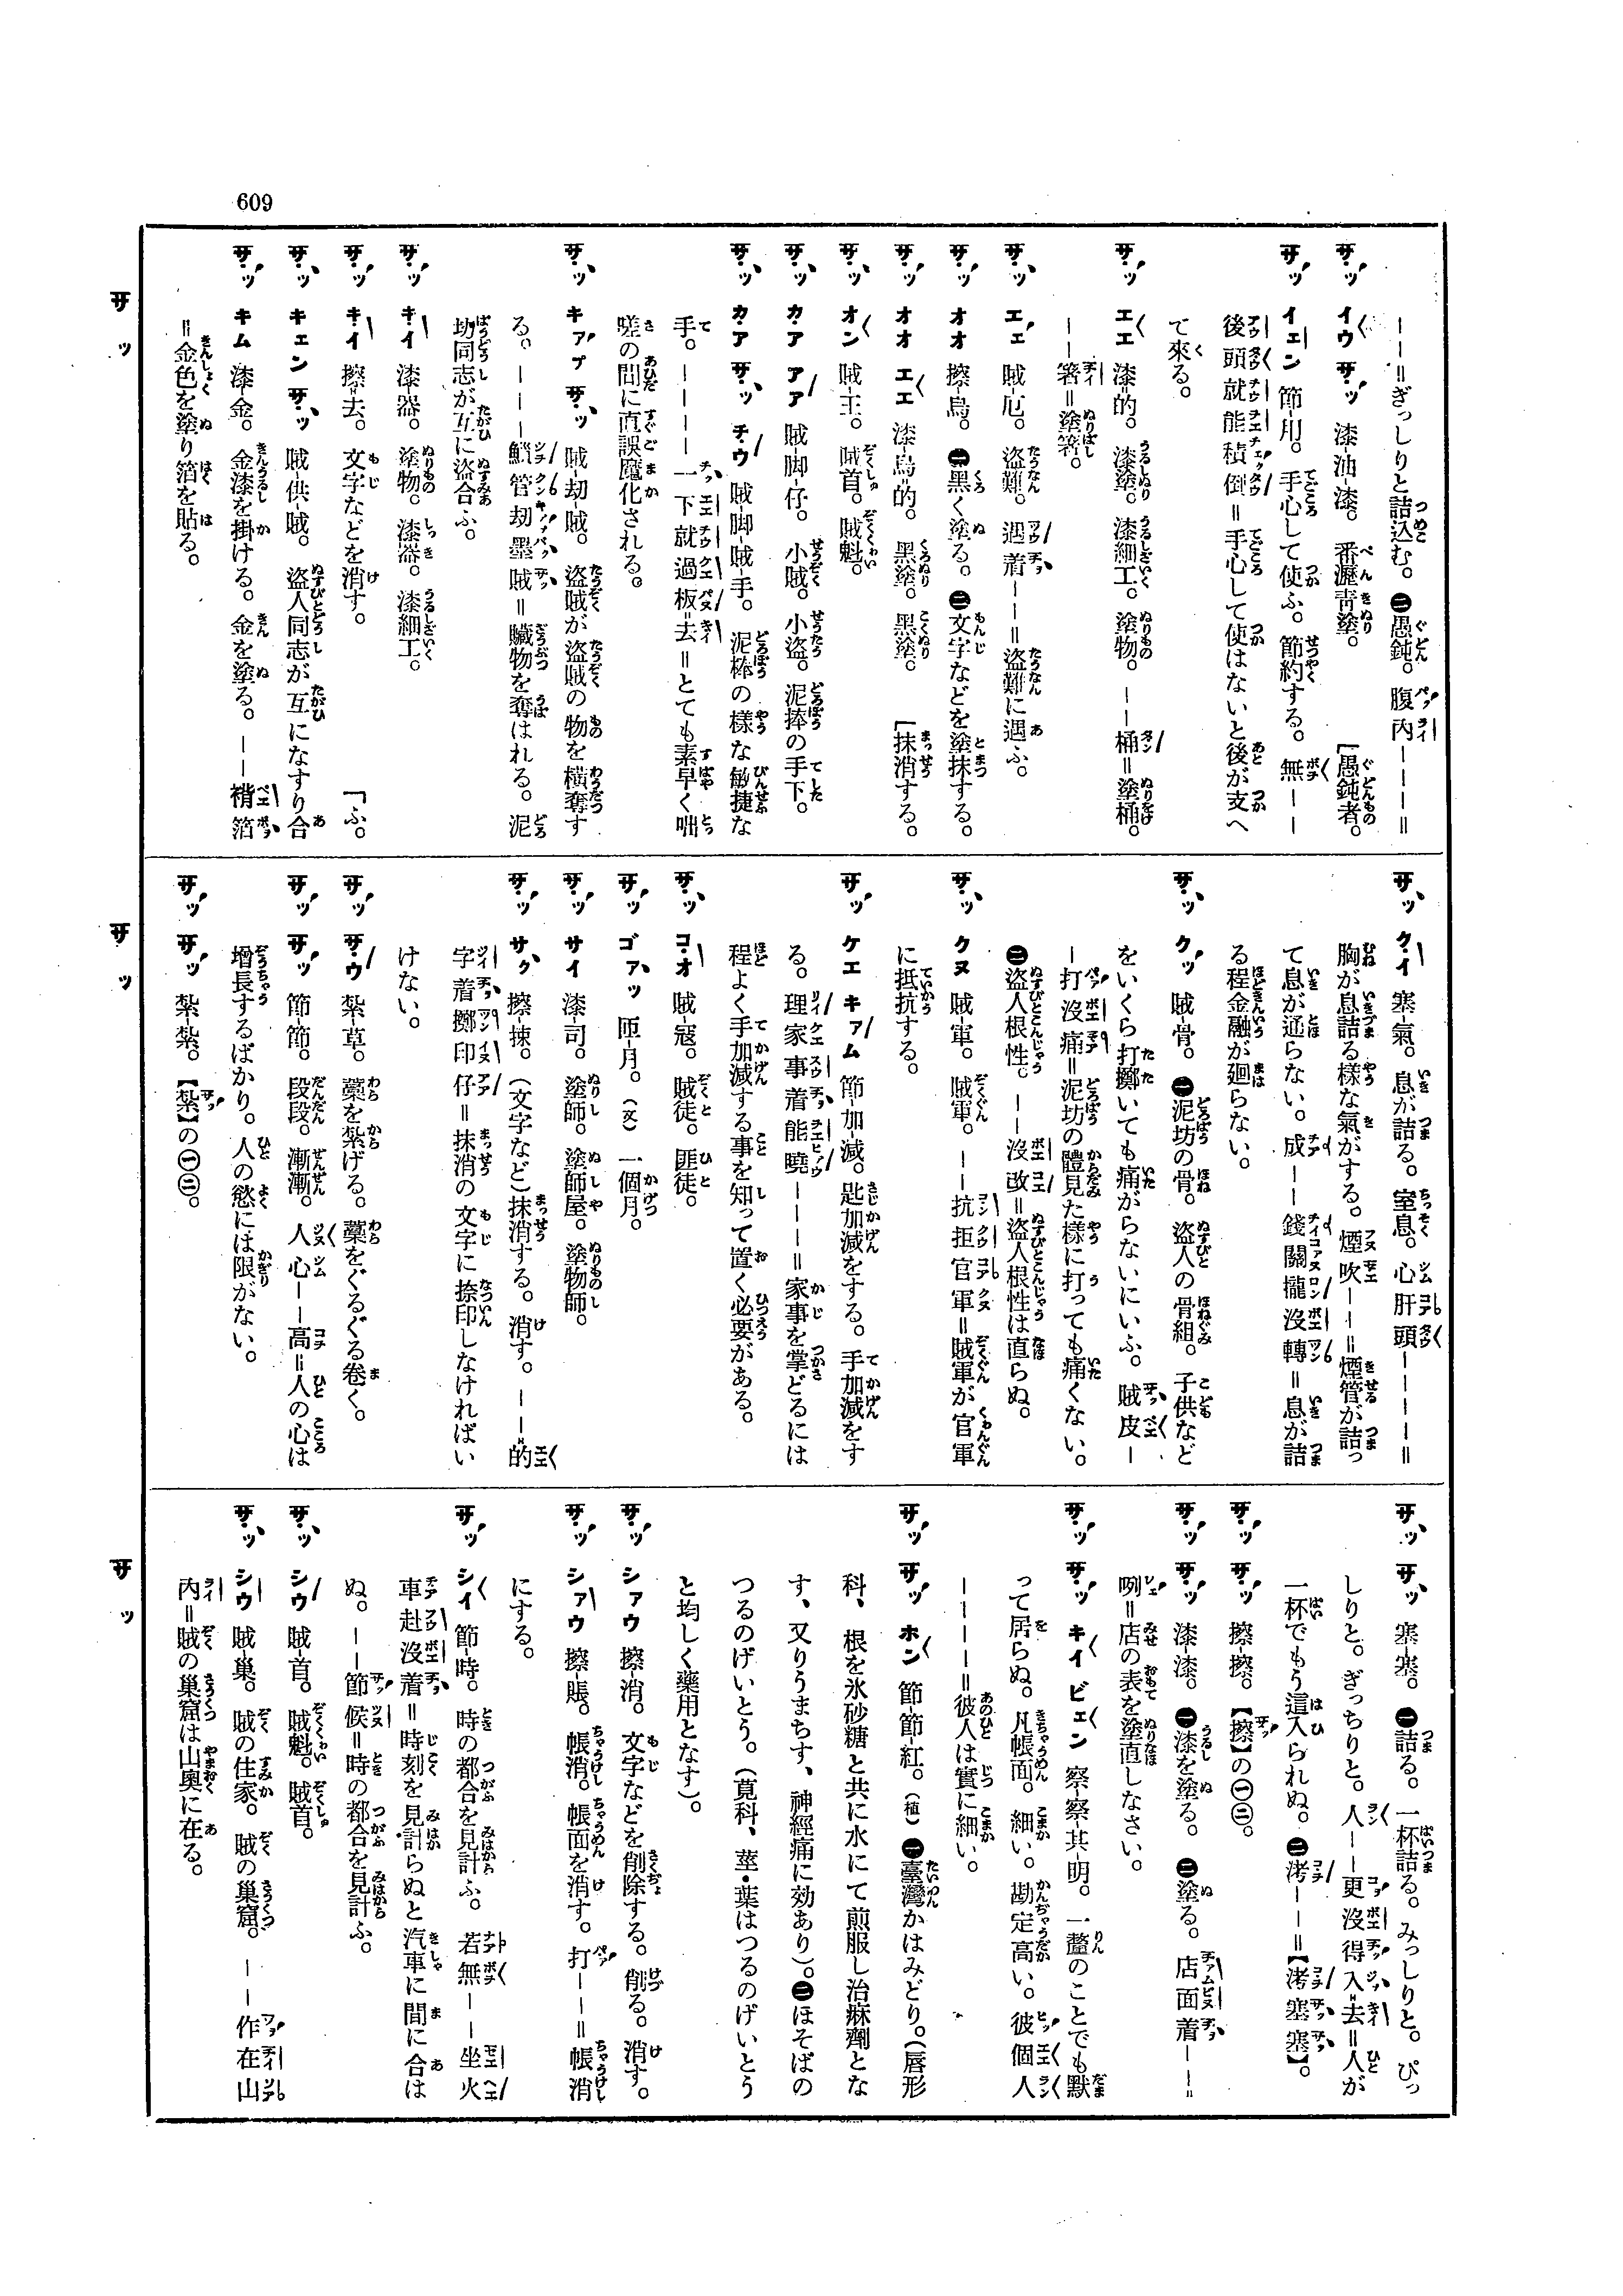 609
サッ
――＝ぎっしりと詰込む。㊁愚鈍。腹內――――＝
サッ イウ サッ 漆-油-漆。番瀝靑塗。［愚鈍者。
サッ イェン 節-用。手心して使ふ。節約する。無――
後頭就能積倒＝手心して使はないと後が支へ
て來る。
サッ エエ 漆的。漆塗。漆細工。塗物。――桶＝塗桶。
――箸＝塗箸。
サッ エェ 賊-厄。盜難。遇着――＝盜難に遇ふ。
サッ オオ 擦-烏。㊀黑く塗る。㊁文字などを塗抹する。
サッ オオ エエ 漆-烏-的。黑塗。黑塗。［抹消する。
サッ オン 賊-王。賊首。賊魁。
サッ カア アア 賊-脚-仔。小賊。小盜。泥捧の手下。
サッ カア サッ チウ 賊-脚-賊-手。泥棒の樣な敏捷な
手。――――一下就過板去＝とても素早く咄
嗟の間に直誤魔化される。
サッ キァプ サッ 賊-劫-賊。盜賊が盜賊の物を橫奪す
る。―――鯽管劫墨賊＝贓物を奪はれる。泥
坊同志が互に盜合ふ。
サッ キイ 漆-器。塗物。漆器。漆細工。
サッ キイ 擦去。文字などを消す。［ふ。
サッ キェン サッ 賊-供-賊。盜人同志が互になすり合
サッ キム 漆-金。金漆を掛ける。金を塗る。――褙箔
＝金色を塗り箔を貼る。
サッ
サッ クイ 塞-氣。息が詰る。室息。心肝頭――――＝
胸が息詰る樣な氣がする。煙吹――＝煙管が詰っ
て息が通らない。成――錢關攏沒轉＝息が詰
る程金融が廻らない。
サッ クッ 賊-骨。㊀泥坊の骨。盜人の骨組。子供など
をいくら打擲いても痛がらないにいふ。賊皮―
―打沒痛＝泥坊の體見た樣に打っても痛くない。
㊁盜人根性。――沒改＝盜人根性は直らぬ。
サッ クヌ 賊-軍。賊軍。――抗拒官軍＝賊軍が官軍
に抵抗する。
サッ ケエ キァム 節-加-減。匙加減をする。手加減をす
る。理家事着能曉―――＝家事を掌どるには
程よく手加減する事を知って置く必要がある。
サッ コオ 賊-寇。賊徒。匪徒。
サッ ゴァッ 匝-月。(文)一個月。
サッ サイ 漆-司。塗師。塗師屋。塗物師。
サッ サク 擦-捒。(文字など)抹消する。消す。――的
字着擲印仔＝抹消の文字に捺印しなければい
けない。
サッ サウ 紮-草。藁を紮げる。藁をぐるぐる卷く。
サッ サッ 節-節。段段。漸漸。人心――高＝人の心は
增長するばかり。人の慾には限がない。
サッ サッ 紮-紮。【紮】の㊀㊁。
サッ
サッ サッ 塞-塞。㊀詰る。一杯詰る。みっしりと。ぴっ
しりと。ぎっちりと。人――更沒得入去＝人が
一杯でもう這入られぬ。㊁洘――＝【洘塞塞】。
サッ サッ 擦-擦。【擦】の㊀㊁。
サッ サッ 漆-漆。㊀漆を塗る。㊁塗る。店面着――
咧＝店の表を塗直しなさい。
サッ サッ キイ ビェン 察-察-其-明。一釐のことでも默
って居らぬ。凡帳面。細い。勘定高い。彼個人
――――＝彼人は實に細い。
サッ サッ ホン 節-節-紅。(植)㊀臺灣かはみどり。(唇形
科、根を氷砂糖と共に水にて煎服し治痳劑とな
す、又りうまちす、神經痛に効あり)。㊁ほそばの
つるのげいとう。(莧科、莖・葉はつるのげいとう
と均しく藥用となす)。
サッ シァウ 擦-消。文字などを削除する。削る。消す。
サッ シァウ 擦-賬。帳消。帳面を消す。打――＝帳消
にする。
サッ シイ 節-時。時の都合を見計ふ。若無――坐火
車赴沒着＝時刻を見計らぬと汽車に間に合は
ぬ。――節候＝時の都合を見計ふ。
サッ シウ 賊-首。賊魁。賊首。
サッ シウ 賊-巢。賊の住家。賊の巢窟。――作在山
內＝賊の巢窟は山奧に在る。